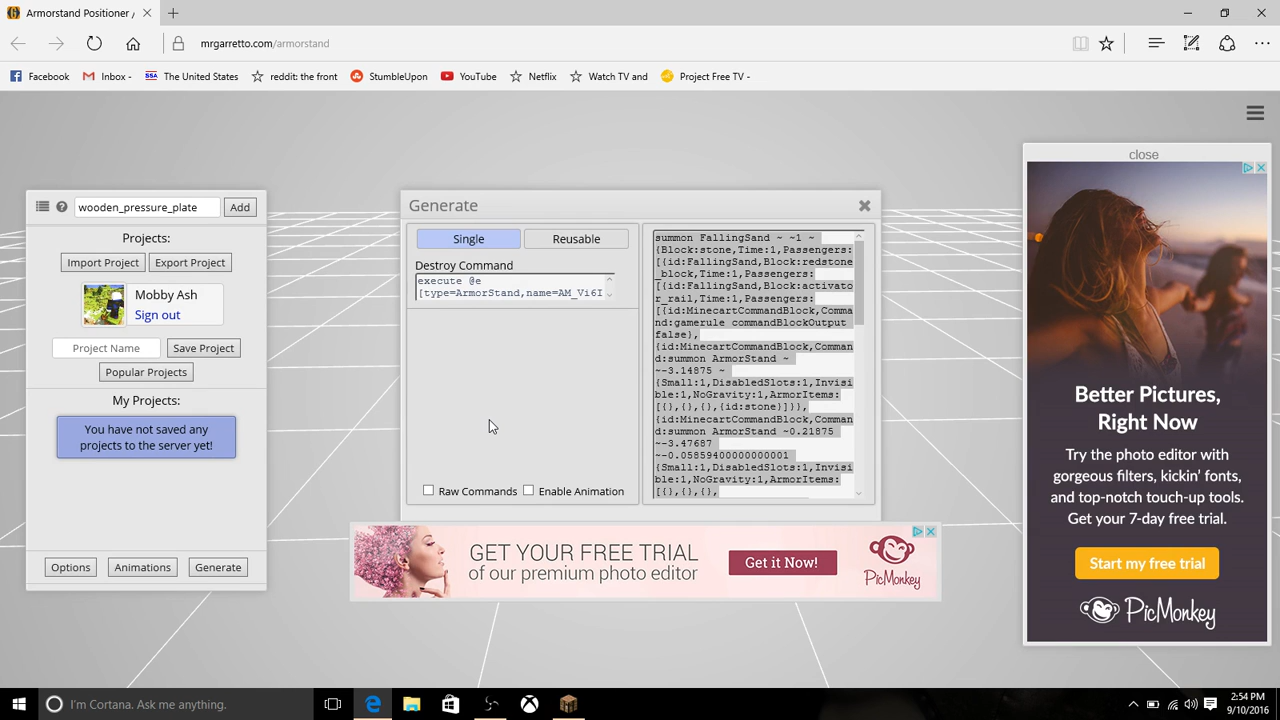 Armorstand Positioner /
mrgarretto.com/armorstand
Facebook
Inbox -
SSA
The United States
reddit: the front
StumbleUpon
YouTube
Netflix
Watch TV and
Project Free TV -
wooden_pressure_plate
Add
Projects:
Import Project
Export Project
Mobby Ash
Sign out
Project Name
Save Project
Popular Projects
My Projects:
You have not saved any
projects to the server yet!
Options
Animations
Generate
Generate
Single
Reusable
Destroy Command
execute @e
[type=ArmorStand,name=AM_Vi6I
Raw Commands
Enable Animation
summon FallingSand ~ ~1 ~
{Block:stone,Time:1,Passengers:
[{id:FallingSand,Block:redstone
_block,Time:1,Passengers:
[{id:FallingSand,Block:activato
r_rail,Time:1,Passengers:
[{id:MinecartCommandBlock,Comma
nd:gamerule commandBlockOutput
false},
{id:MinecartCommandBlock,Comman
d:summon ArmorStand ~
~-3.14875 ~
{Small:1,DisabledSlots:1,Invisi
ble:1,NoGravity:1,ArmorItems:
[{},{},{},{id:stone}]}},
{id:MinecartCommandBlock,Comman
d:summon ArmorStand ~0.21875
~-3.47687
~-0.05859400000000001
{Small:1,DisabledSlots:1,Invisi
ble:1,NoGravity:1,ArmorItems:
[{},{},{},
GET YOUR FREE TRIAL
of our premium photo editor
Get it Now!
PicMonkey
close
Better Pictures,
Right Now
Try the photo editor with
gorgeous filters, kickin' fonts,
and top-notch touch-up tools.
Get your 7-day free trial.
Start my free trial
PicMonkey
I'm Cortana. Ask me anything.
2:54 PM
9/10/2016